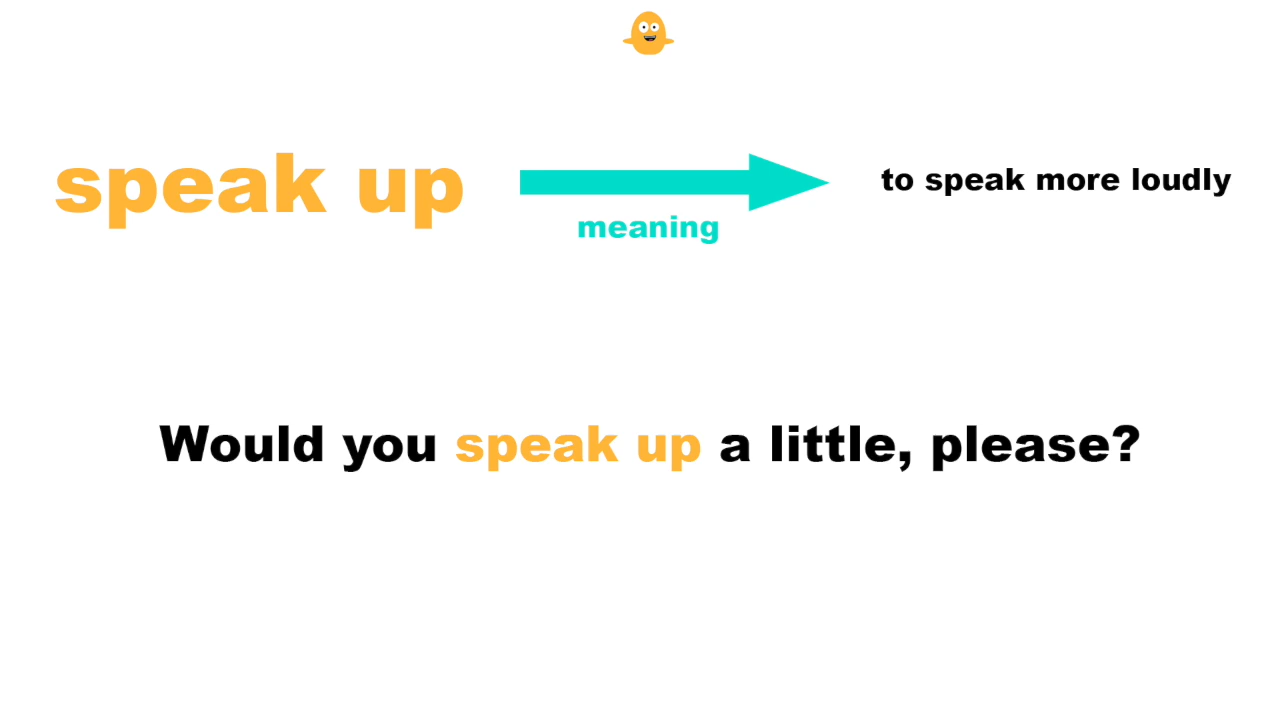 speak up
meaning
to speak more loudly
Would you speak up a little, please?